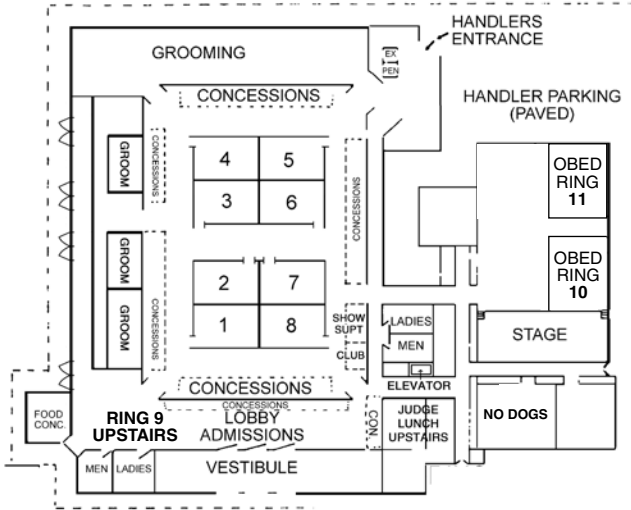 HANDLERS
ENTRANCE
GROOMING
EX
PEN
CONCESSIONS
HANDLER PARKING
(PAVED)
GROOM
CONCESSIONS
4
5
3
6
CONCESSIONS
OBED
RING
11
GROOM
GROOM
CONCESSIONS
2
7
1
8
OBED
RING
10
SHOW
SUPT
LADIES
MEN
STAGE
CLUB
ELEVATOR
CONCESSIONS
CONCESSIONS
FOOD
CONC.
RING 9
UPSTAIRS
LOBBY
ADMISSIONS
CON.
JUDGE
LUNCH
UPSTAIRS
NO DOGS
MEN
LADIES
VESTIBULE